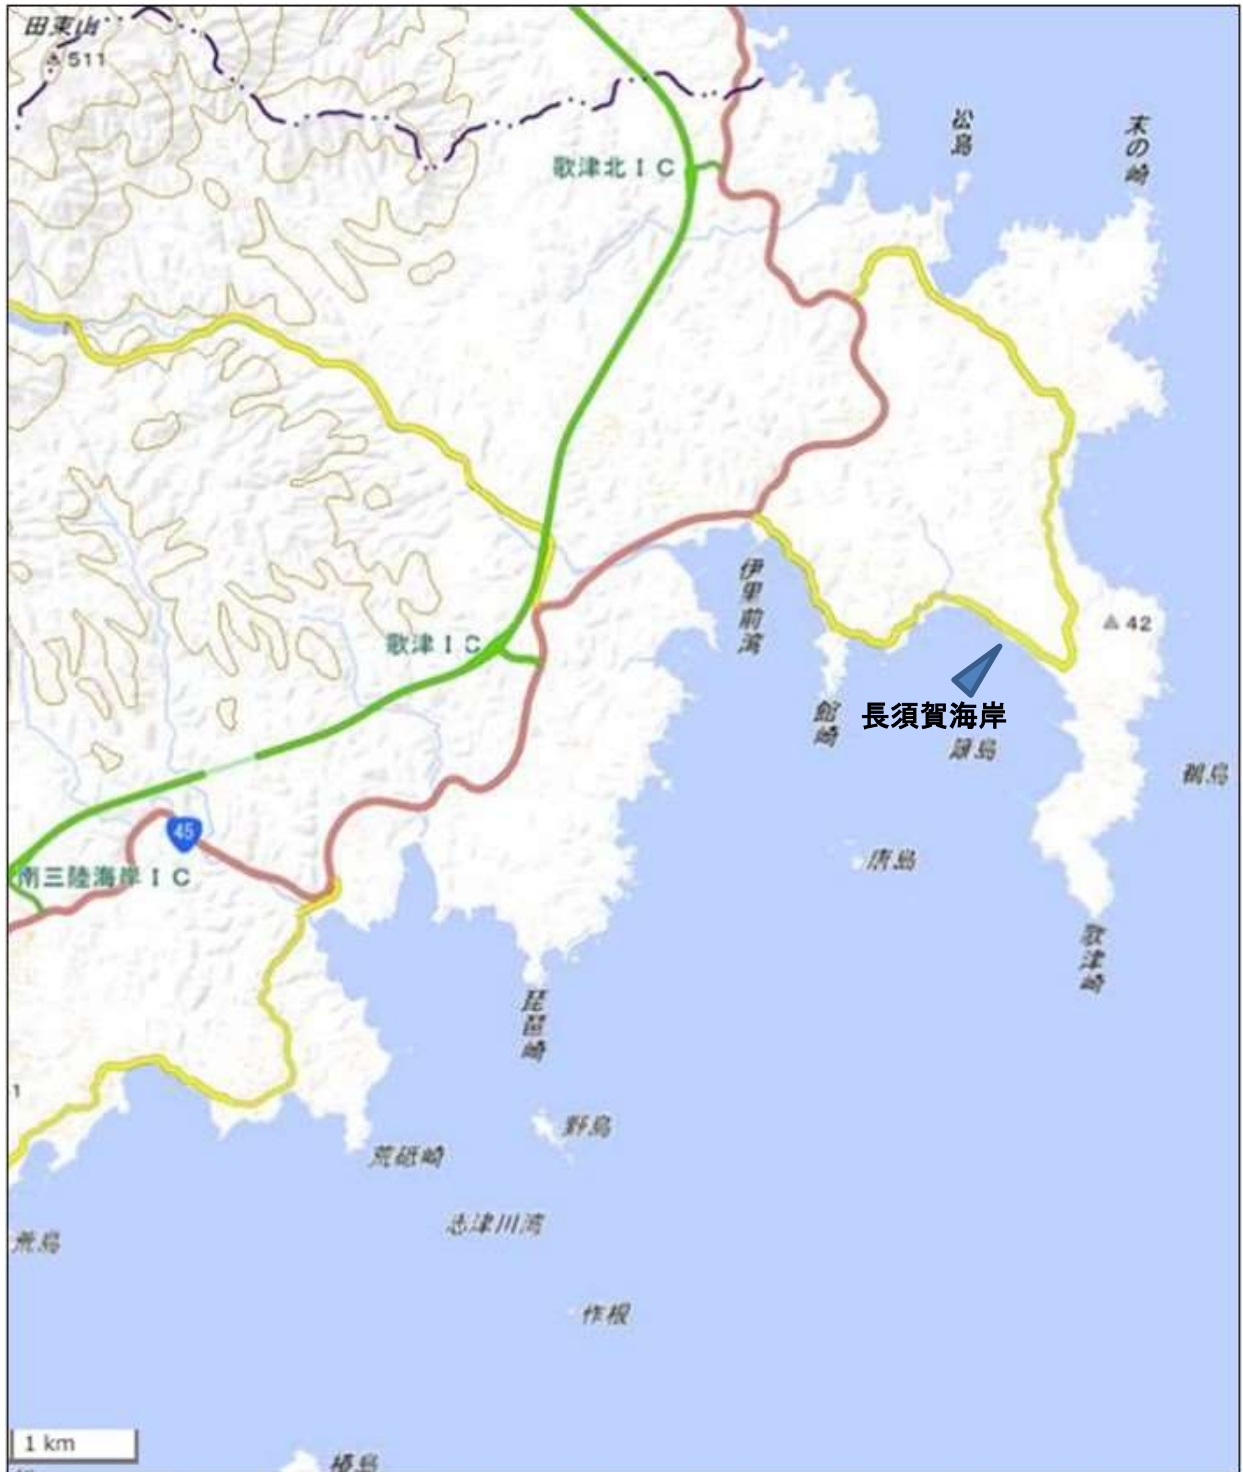 田束山
511
松島
末の崎
歌津北IC
伊里前湾
42
歌津IC
館崎
長須賀海岸
45
唐島
南三陸海岸IC
歌津崎
琵琶崎
野島
荒砥崎
志津川湾
荒島
作根
1 km
椿島